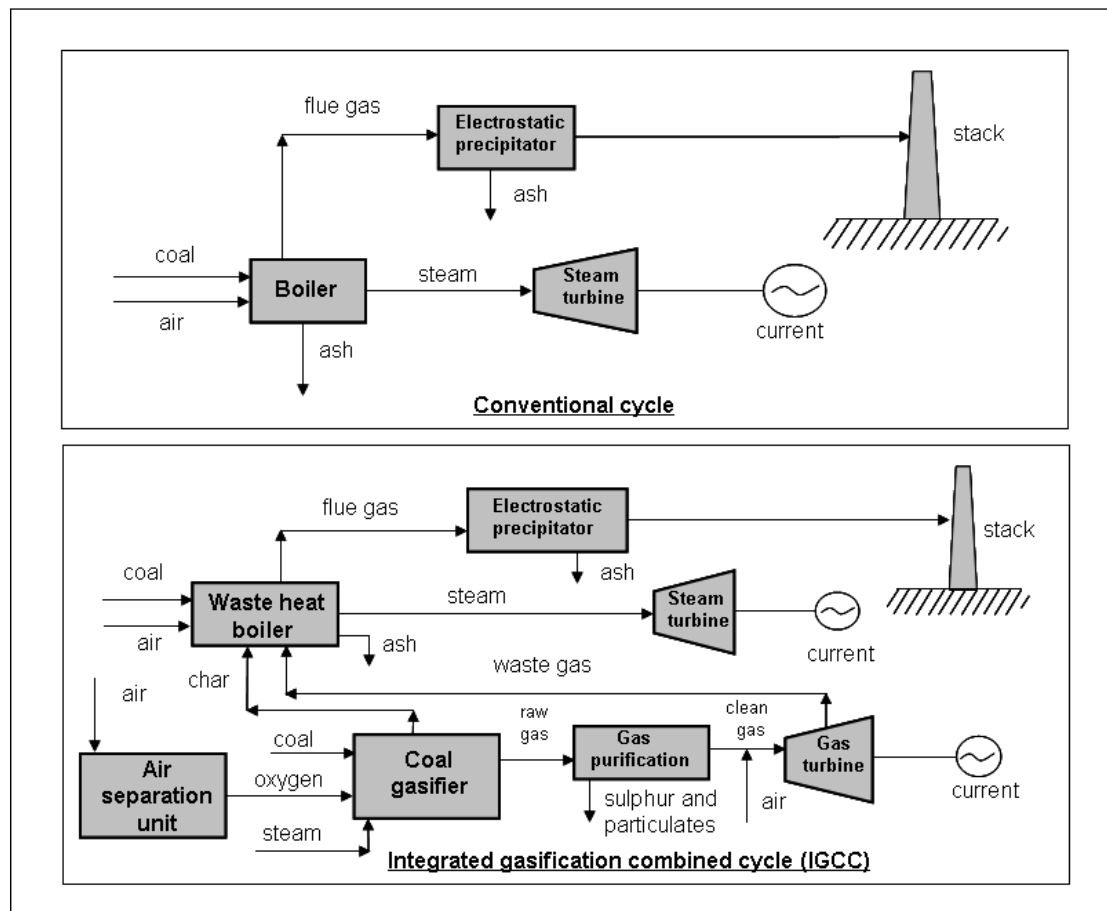 flue gas
Electrostatic
precipitator
stack
ash
coal
Boiler
steam
Steam
turbine
air
current
ash
Conventional cycle
flue gas
Electrostatic
precipitator
stack
coal
ash
Waste heat
boiler
steam
Steam
turbine
air
ash
current
char
waste gas
air
raw
gas
clean
gas
coal
Coal
gasifier
Gas
purification
Gas
turbine
Air
separation
unit
oxygen
current
sulphur and
particulates
air
steam
Integrated gasification combined cycle (IGCC)